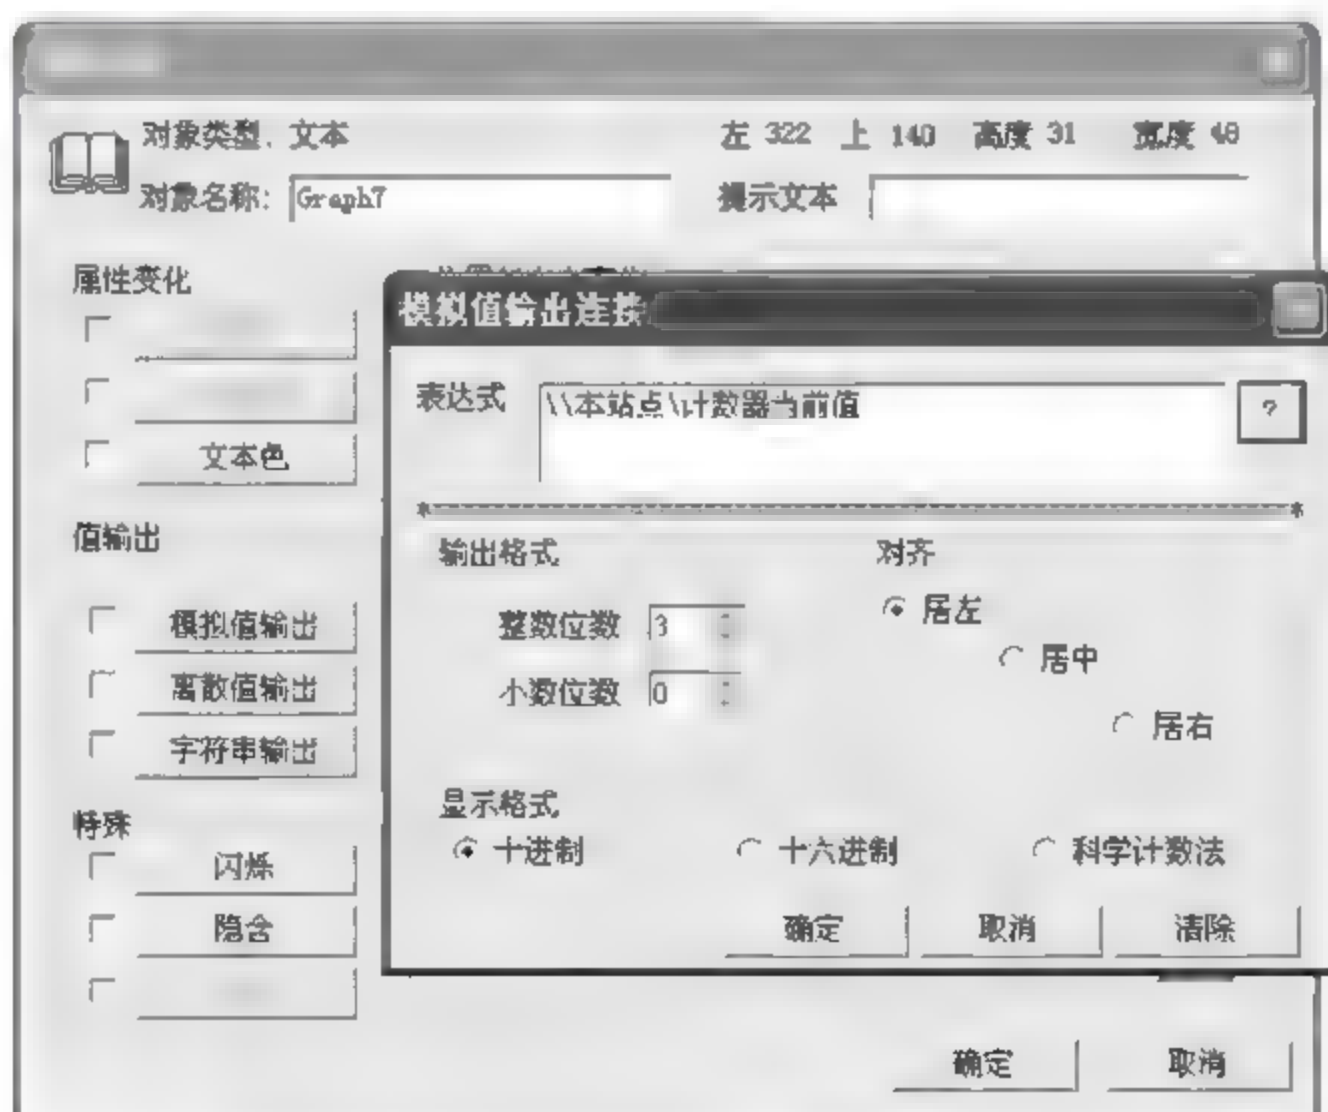 对象类型: 文本 左 322 上 140 高度 31 宽度 48
对象名称: Graph7 提示文本
属性变化
模拟值输出连接
表达式 \\本站点\计数器当前值 ?
文本色
值输出
输出格式 对齐
模拟值输出 整数位数 3 居左
居中
离散值输出 小数位数 0
居右
字符串输出
特殊 显示格式
闪烁 十进制 十六进制 科学计数法
隐含 确定 取消 清除
确定 取消